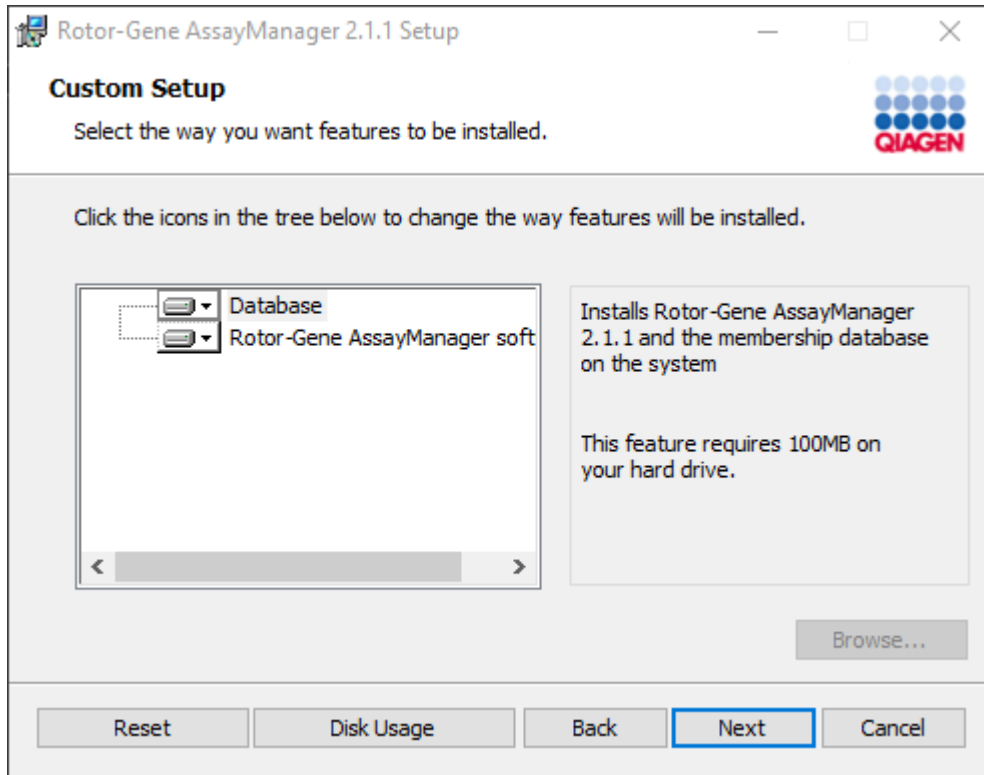 Rotor-Gene AssayManager 2.1.1 Setup
Custom Setup
Select the way you want features to be installed.
QIAGEN
Click the icons in the tree below to change the way features will be installed.
Database
Rotor-Gene AssayManager soft
Installs Rotor-Gene AssayManager
2.1.1 and the membership database
on the system
This feature requires 100MB on
your hard drive.
Browse...
Reset
Disk Usage
Back
Next
Cancel